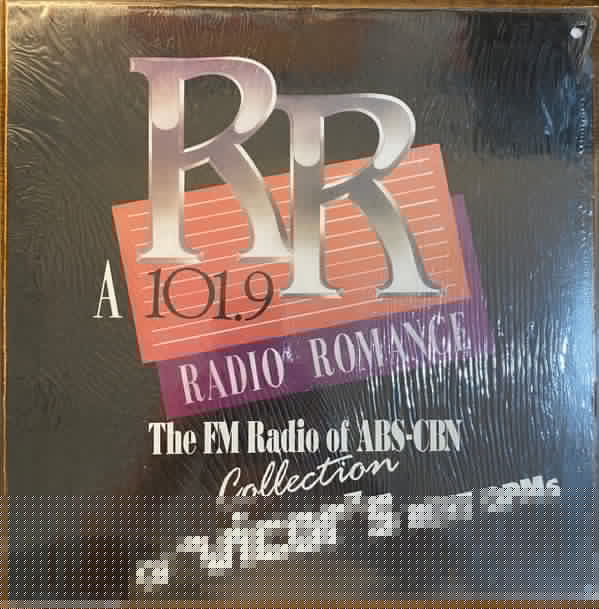 RR
A 101.9
RADIO ROMANCE
The FM Radio of ABS-CBN
Collection